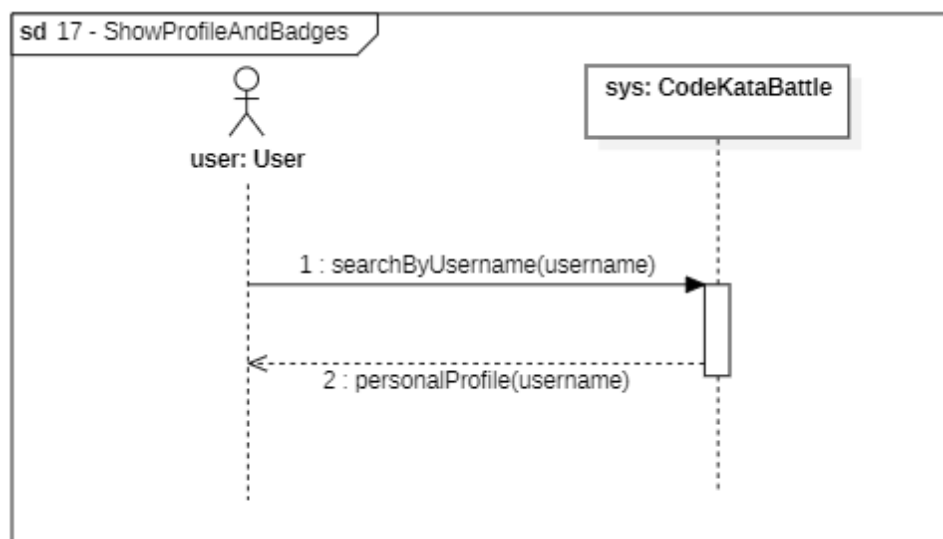 sd 17 - ShowProfileAndBadges
sys: CodeKataBattle
user: User
1 : searchByUsername(username)
2 : personalProfile(username)